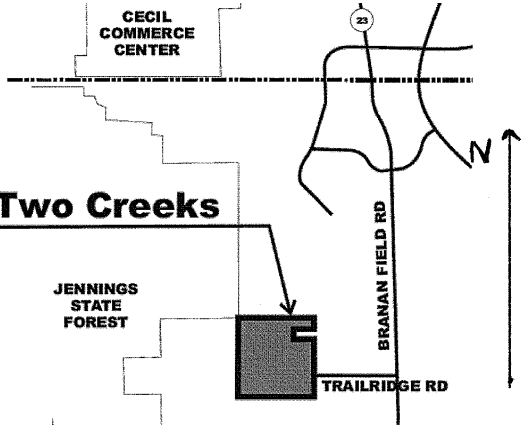 CECIL
COMMERCE
CENTER
23
N
Two Creeks
BRANAN FIELD RD
JENNINGS
STATE
FOREST
TRAILRIDGE RD